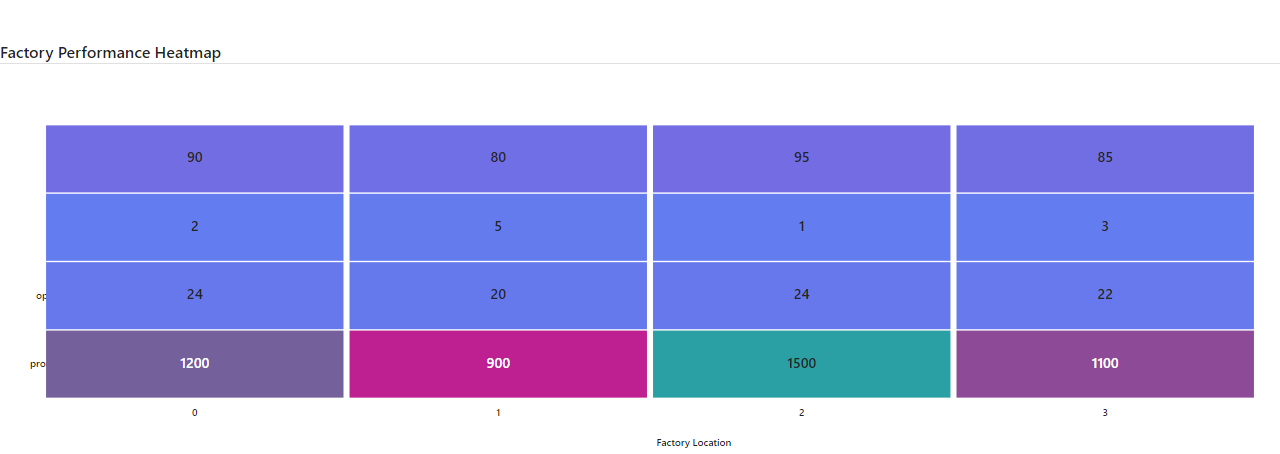 Factory Performance Heatmap
90 80 95 85
2 5 1 3
op 24 20 24 22
pro 1200 900 1500 1100
0 1 2 3
Factory Location